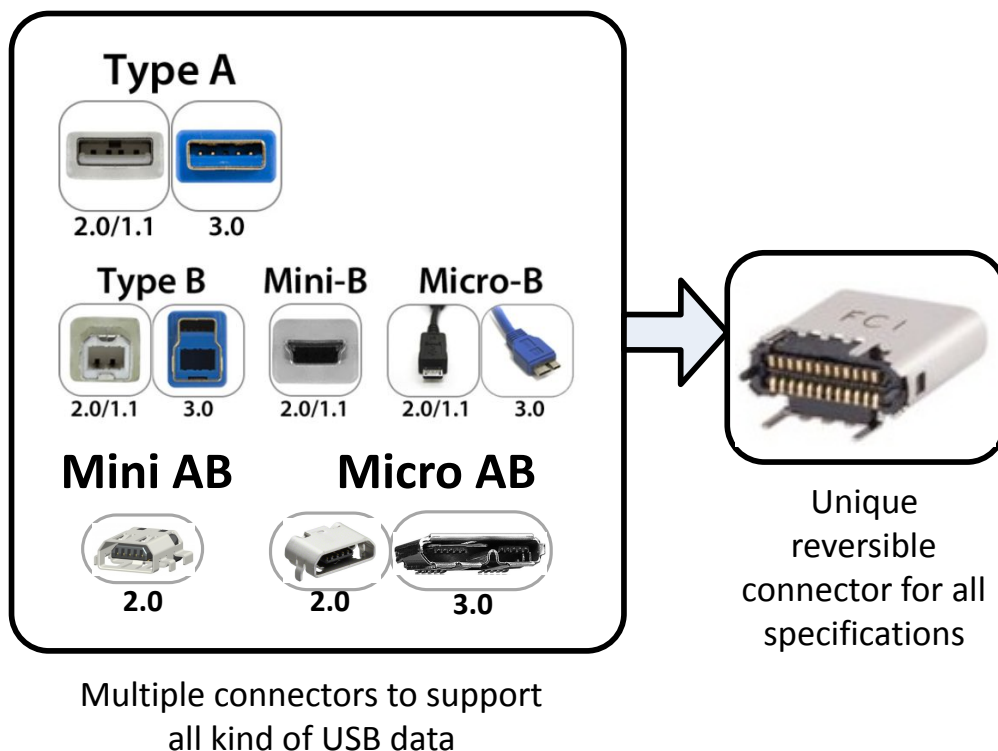 Type A
2.0/1.1 3.0
Type B Mini-B Micro-B
2.0/1.1 3.0 2.0/1.1 2.0/1.1 3.0
Mini AB Micro AB
2.0 2.0 3.0
FCI
Unique
reversible
connector for all
specifications
Multiple connectors to support
all kind of USB data